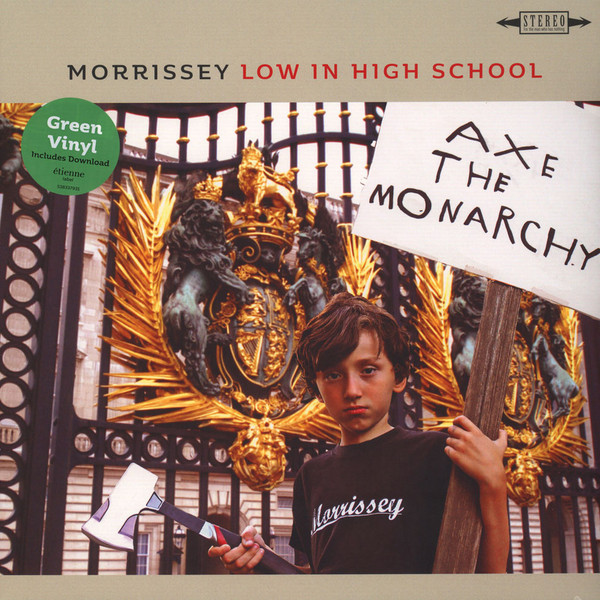 STEREO
MORRISSEY LOW IN HIGH SCHOOL
Green
Vinyl
Includes Download
étienne
AXE
THE
MONARCHY
Morrissey